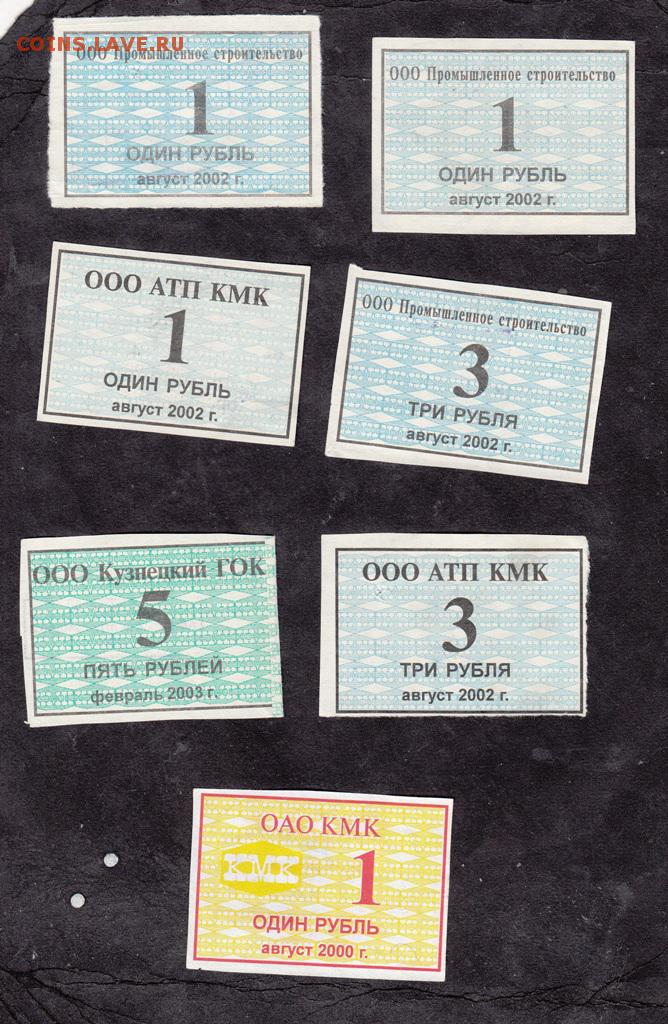 COINS.LAVE.RU
ООО Промышленное строительство
1
ОДИН РУБЛЬ
август 2002 г.
ООО Промышленное строительство
1
ОДИН РУБЛЬ
август 2002 г.
ООО АТП КМК
1
ОДИН РУБЛЬ
август 2002 г.
ООО Промышленное строительство
3
ТРИ РУБЛЯ
август 2002 г.
ООО Кузнецкий ГОК
5
ПЯТЬ РУБЛЕЙ
февраль 2003 г.
ООО АТП КМК
3
ТРИ РУБЛЯ
август 2002 г.
ОАО КМК
КМК
1
ОДИН РУБЛЬ
август 2000 г.